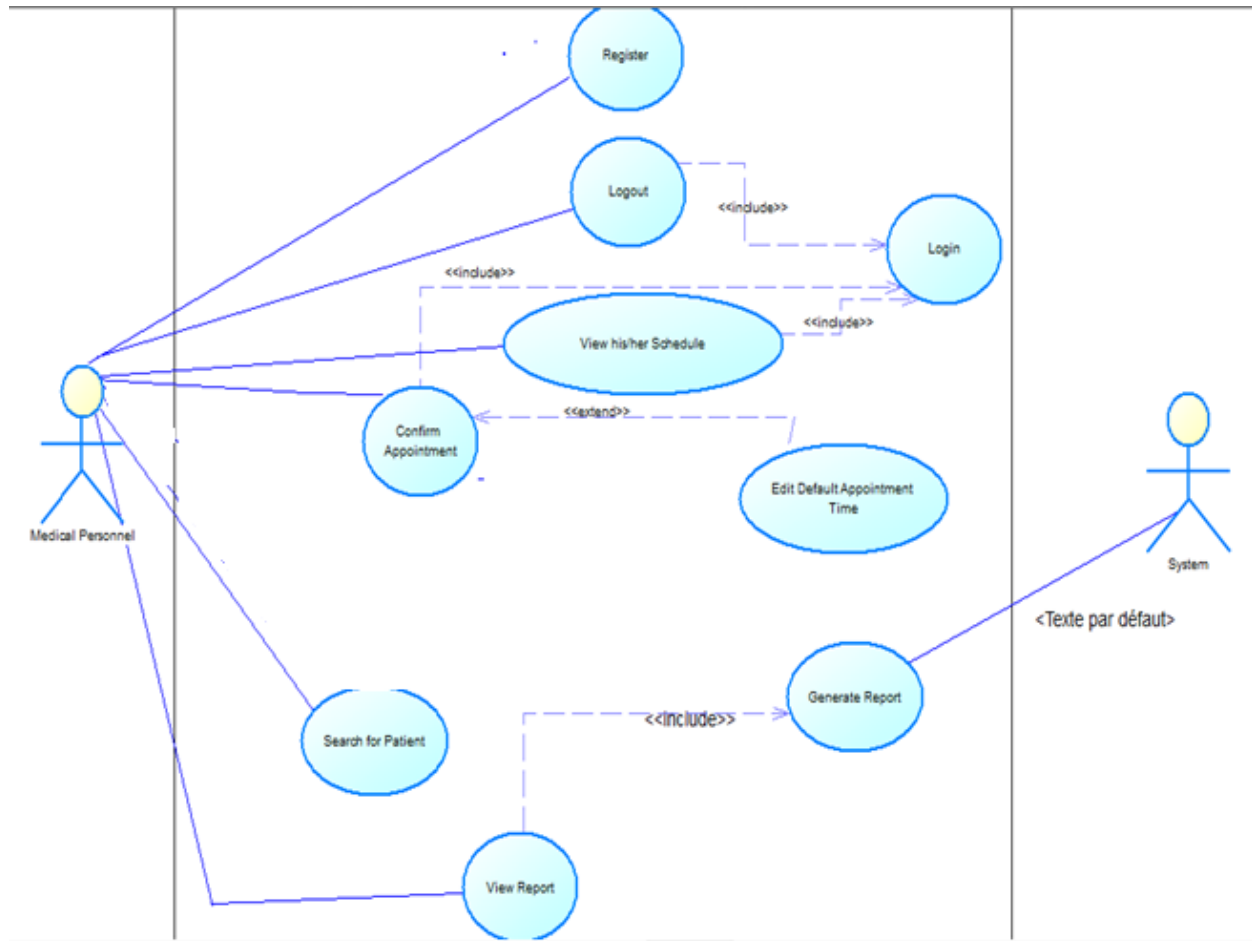 Register
Logout
<<include>>
Login
<<include>>
<<include>>
View his/her Schedule
<<extend>>
Confirm
Appointment
Edit Default Appointment
Time
Medical Personnel
System
<Texte par défaut>
Generate Report
<<include>>
Search for Patient
View Report